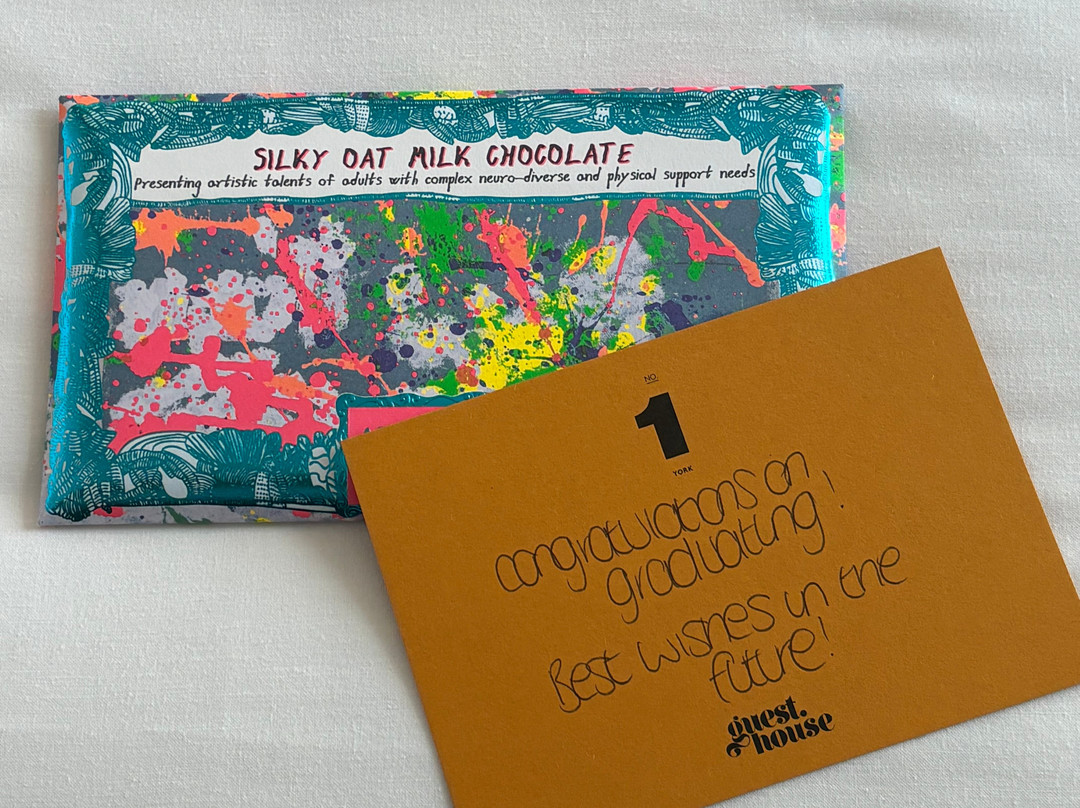 SILKY OAT MILK CHOCOLATE
Presenting artistic talents of adults with complex neuro-diverse and physical support needs
NO.
1
YORK
congratulations on
graduating!
Best wishes in the
future!
guest.
house